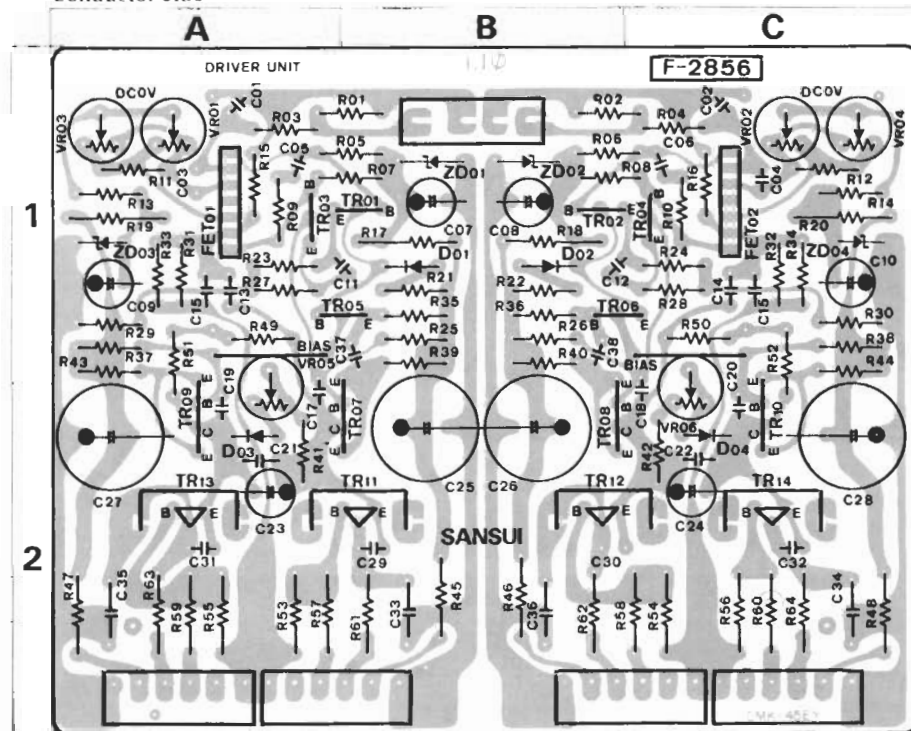 A B C
DRIVER UNIT
F-2856
DC0V DC0V
VR03 VR01 C01 R03 R01 R02 R04 C02 VR02 VR04
R11 C03 R15 C05 R05 R06 C06 R16 C04 R12
R07 ZD01 ZD02 R08
1
R13 R09 B TR03 E TR01 B E B TR02 E TR04 R10 E R14
R19 FET01 R17 C07 C08 R18 FET02 R20
ZD03 R33 R31 R23 C11 D01 D02 C12 R24 R32 R34 ZD04 C10
R27 R21 R22 R28
C09 C15 C13 TR05 B E R35 R36 TR06 B E C14 C15 R30
R29 R49 R25 R26 R50 R38
R43 R37 R51 BIAS C37 R39 R40 C38 BIAS R52 R44
VR05 C20
TR09 E B C E C19 C17 E B C TR07 TR08 E B C C18 E B C E TR10
D03 C21 R41 R42 VR06 C22 D04
C27 TR13 C23 TR11 C25 C26 TR12 C24 TR14 C28
B E B E B E B E
SANSUI
2
C31 C29 C30 C32
R47 C35 R63 R59 R55 R53 R57 R61 C33 R45 R46 C36 R62 R58 R54 R56 R60 R64 C34 R48